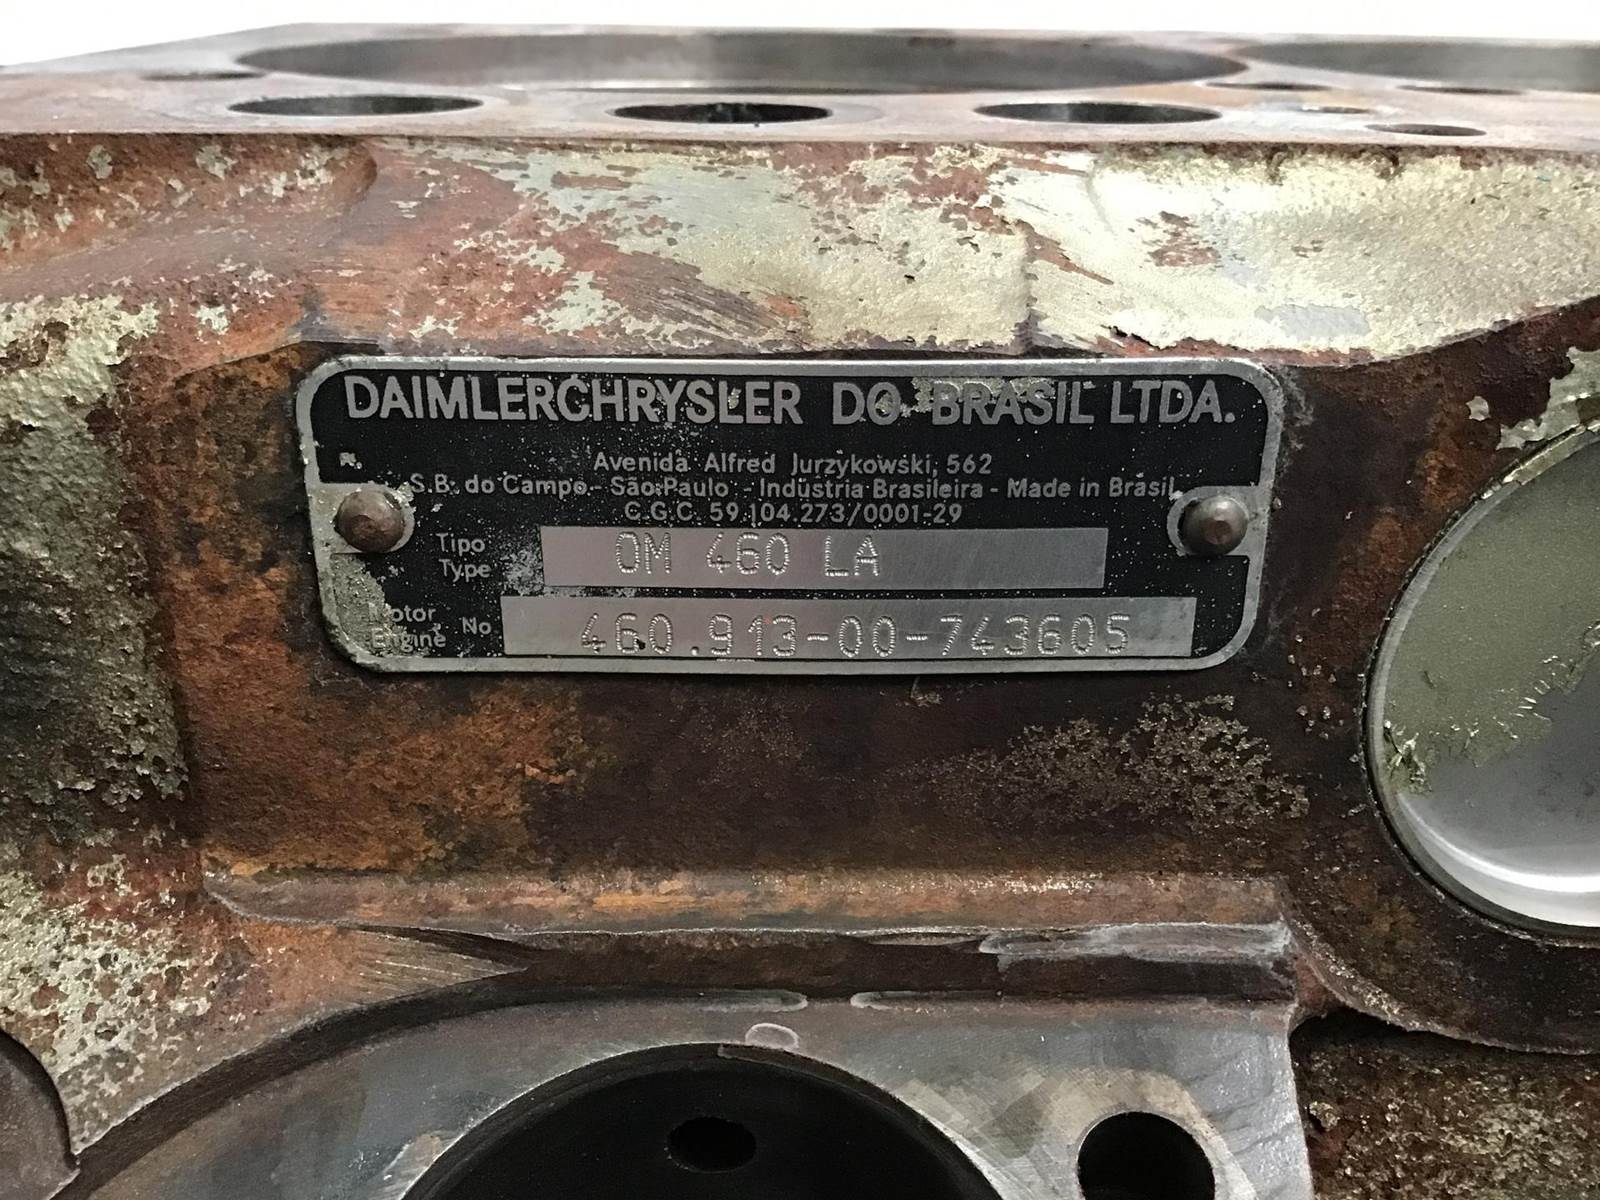 DAIMLERCHRYSLER DO BRASIL LTDA.
Avenida Alfred Jurzykowski, 562
S.B. do Campo - São Paulo - Indústria Brasileira - Made in Brasil
C.G.C. 59.104.273/0001-29
Tipo
Type
OM 460 LA
Motor
Engine
No
460.913-00-743605